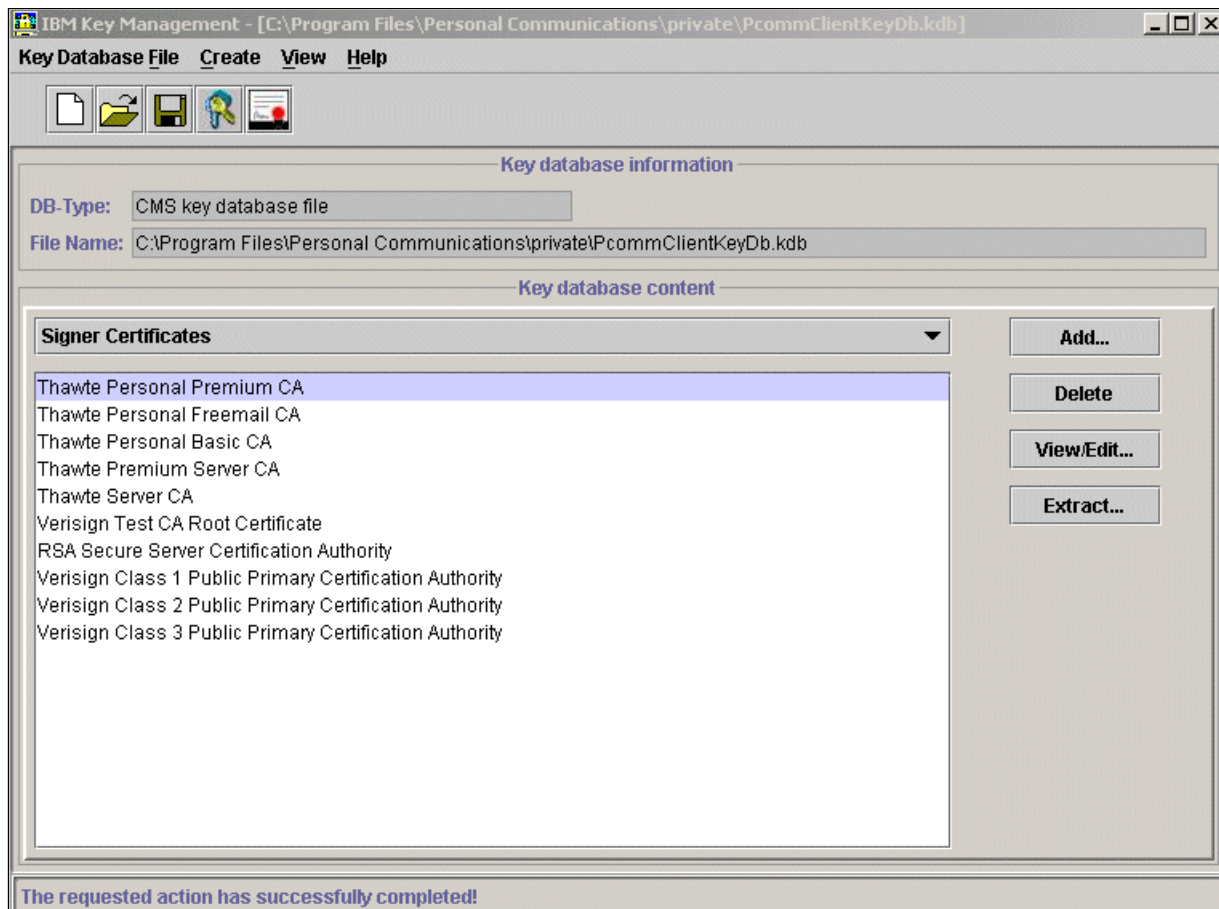 IBM Key Management - [C:\Program Files\Personal Communications\private\PcommClientKeyDb.kdb]
Key Database File Create View Help
Key database information
DB-Type: CMS key database file
File Name: C:\Program Files\Personal Communications\private\PcommClientKeyDb.kdb
Key database content
Signer Certificates
Add...
Thawte Personal Premium CA
Delete
Thawte Personal Freemail CA
Thawte Personal Basic CA
View/Edit...
Thawte Premium Server CA
Thawte Server CA
Extract...
Verisign Test CA Root Certificate
RSA Secure Server Certification Authority
Verisign Class 1 Public Primary Certification Authority
Verisign Class 2 Public Primary Certification Authority
Verisign Class 3 Public Primary Certification Authority
The requested action has successfully completed!